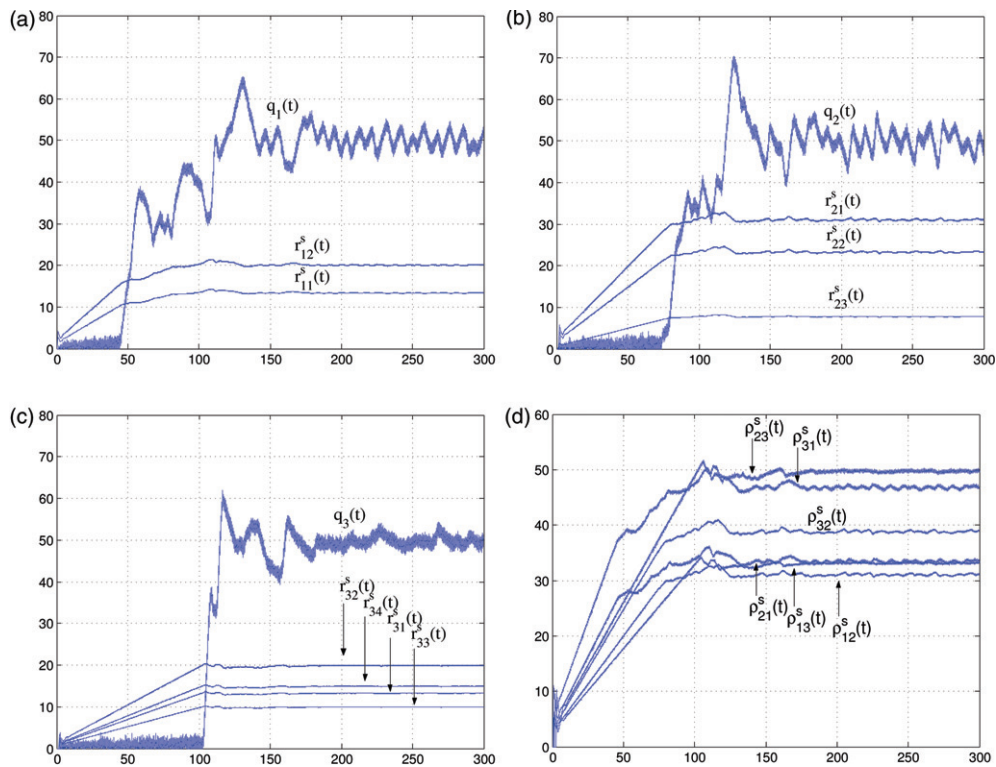 (a)
80
70
60
50
40
30
20
10
0
q₁(t)
rˢ₁₂(t)
rˢ₁₁(t)
0 50 100 150 200 250 300
(b)
80
70
60
50
40
30
20
10
0
q₂(t)
rˢ₂₁(t)
rˢ₂₂(t)
rˢ₂₃(t)
0 50 100 150 200 250 300
(c)
80
70
60
50
40
30
20
10
0
q₃(t)
rˢ₃₂(t)
rˢ₃₄(t)
rˢ₃₁(t)
rˢ₃₃(t)
0 50 100 150 200 250 300
(d)
60
50
40
30
20
10
0
ρˢ₂₃(t)
ρˢ₃₁(t)
ρˢ₃₂(t)
ρˢ₂₁(t)
ρˢ₁₃(t)
ρˢ₁₂(t)
0 50 100 150 200 250 300